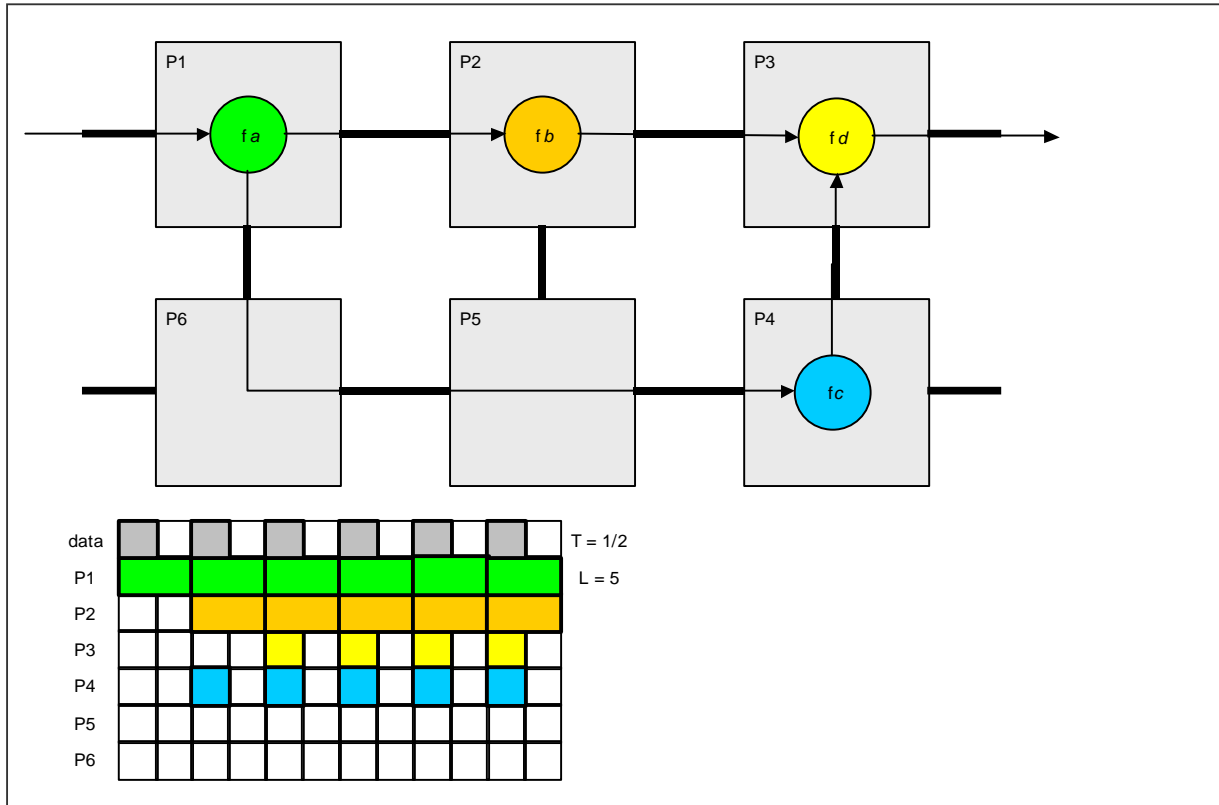 P1
P2
P3
f a
f b
f d
P6
P5
P4
f c
data
T = 1/2
P1
L = 5
P2
P3
P4
P5
P6